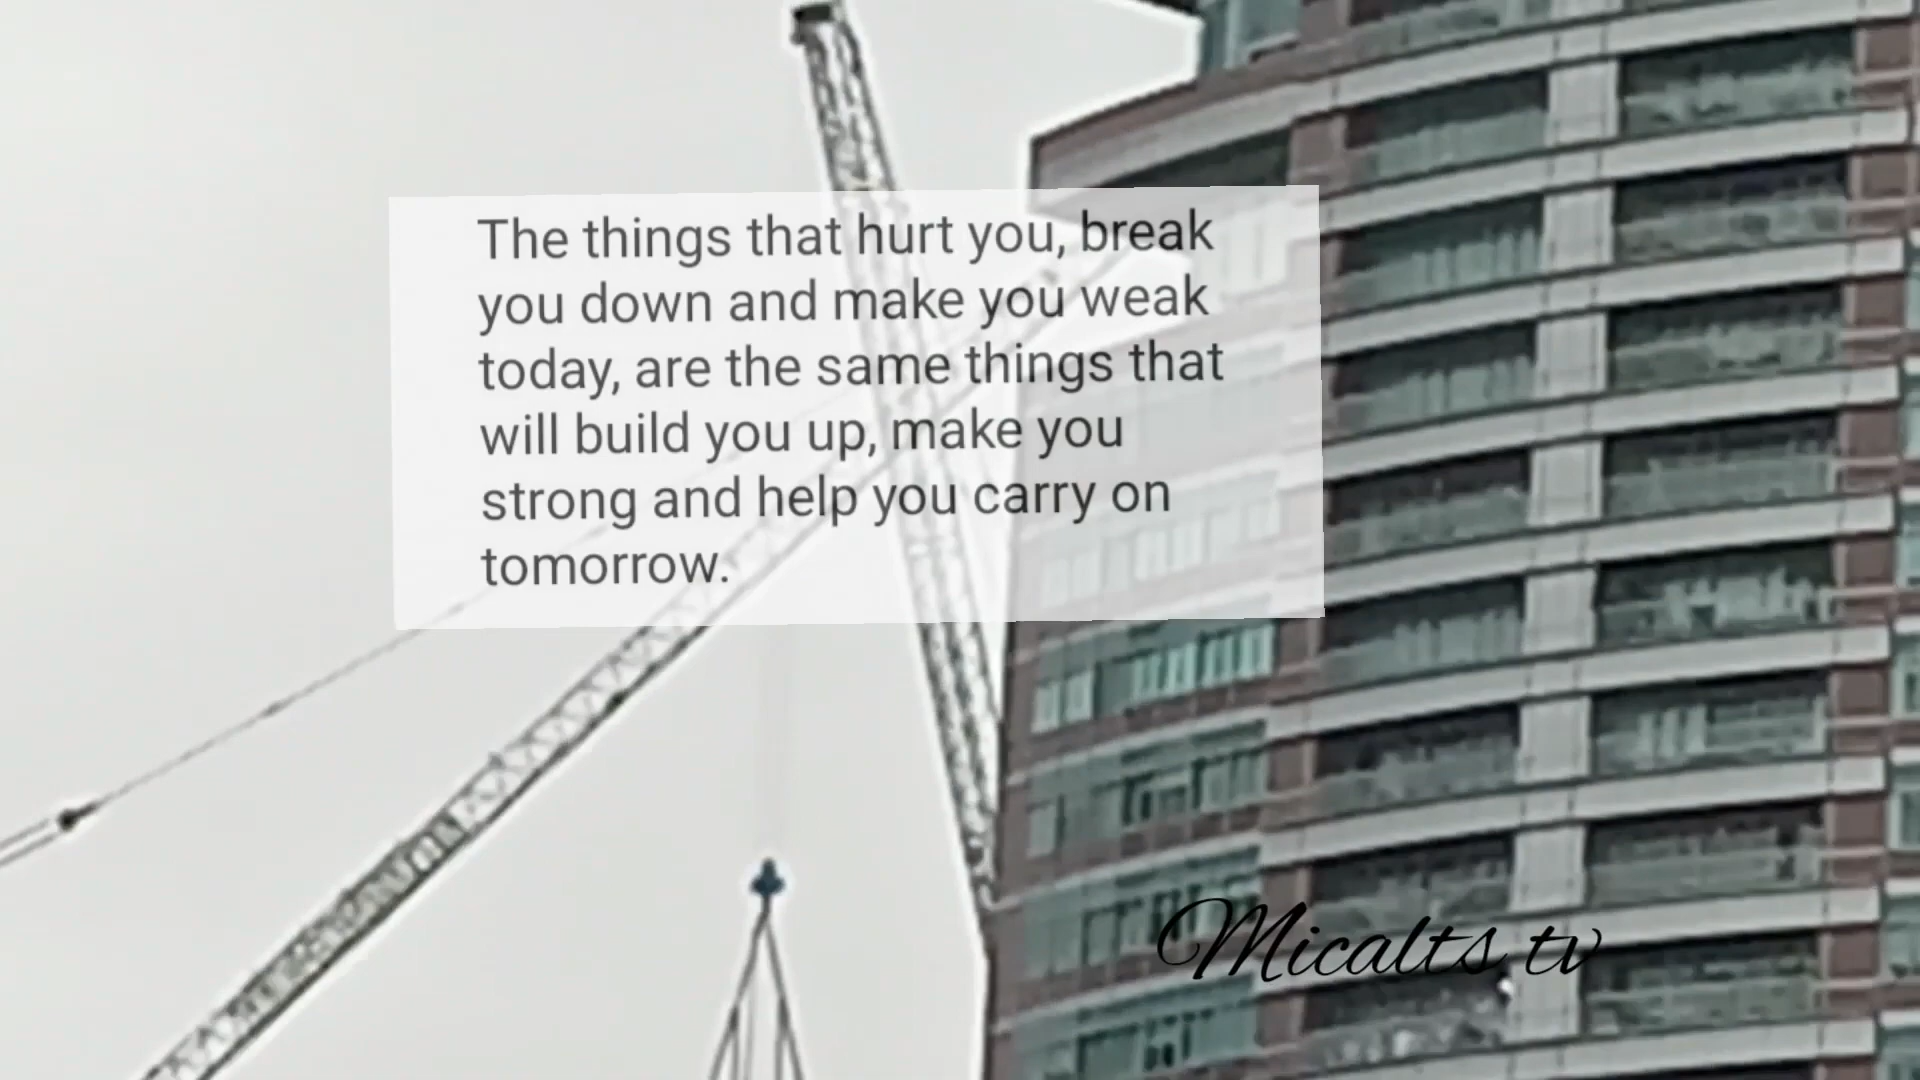 The things that hurt you, break
you down and make you weak
today, are the same things that
will build you up, make you
strong and help you carry on
tomorrow.
Micalts tv